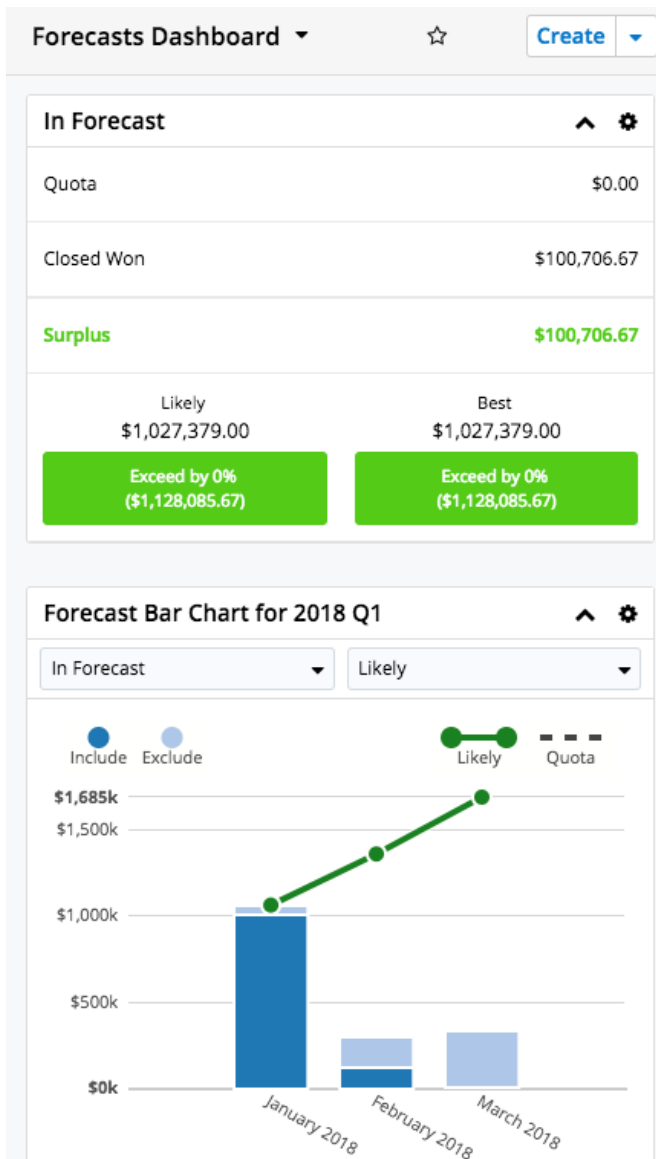 Forecasts Dashboard
Create
In Forecast
Quota $0.00
Closed Won $100,706.67
Surplus $100,706.67
Likely Best
$1,027,379.00 $1,027,379.00
Exceed by 0% Exceed by 0%
($1,128,085.67) ($1,128,085.67)
Forecast Bar Chart for 2018 Q1
In Forecast Likely
Include Exclude Likely Quota
$1,685k
$1,500k
$1,000k
$500k
$0k
January 2018 February 2018 March 2018